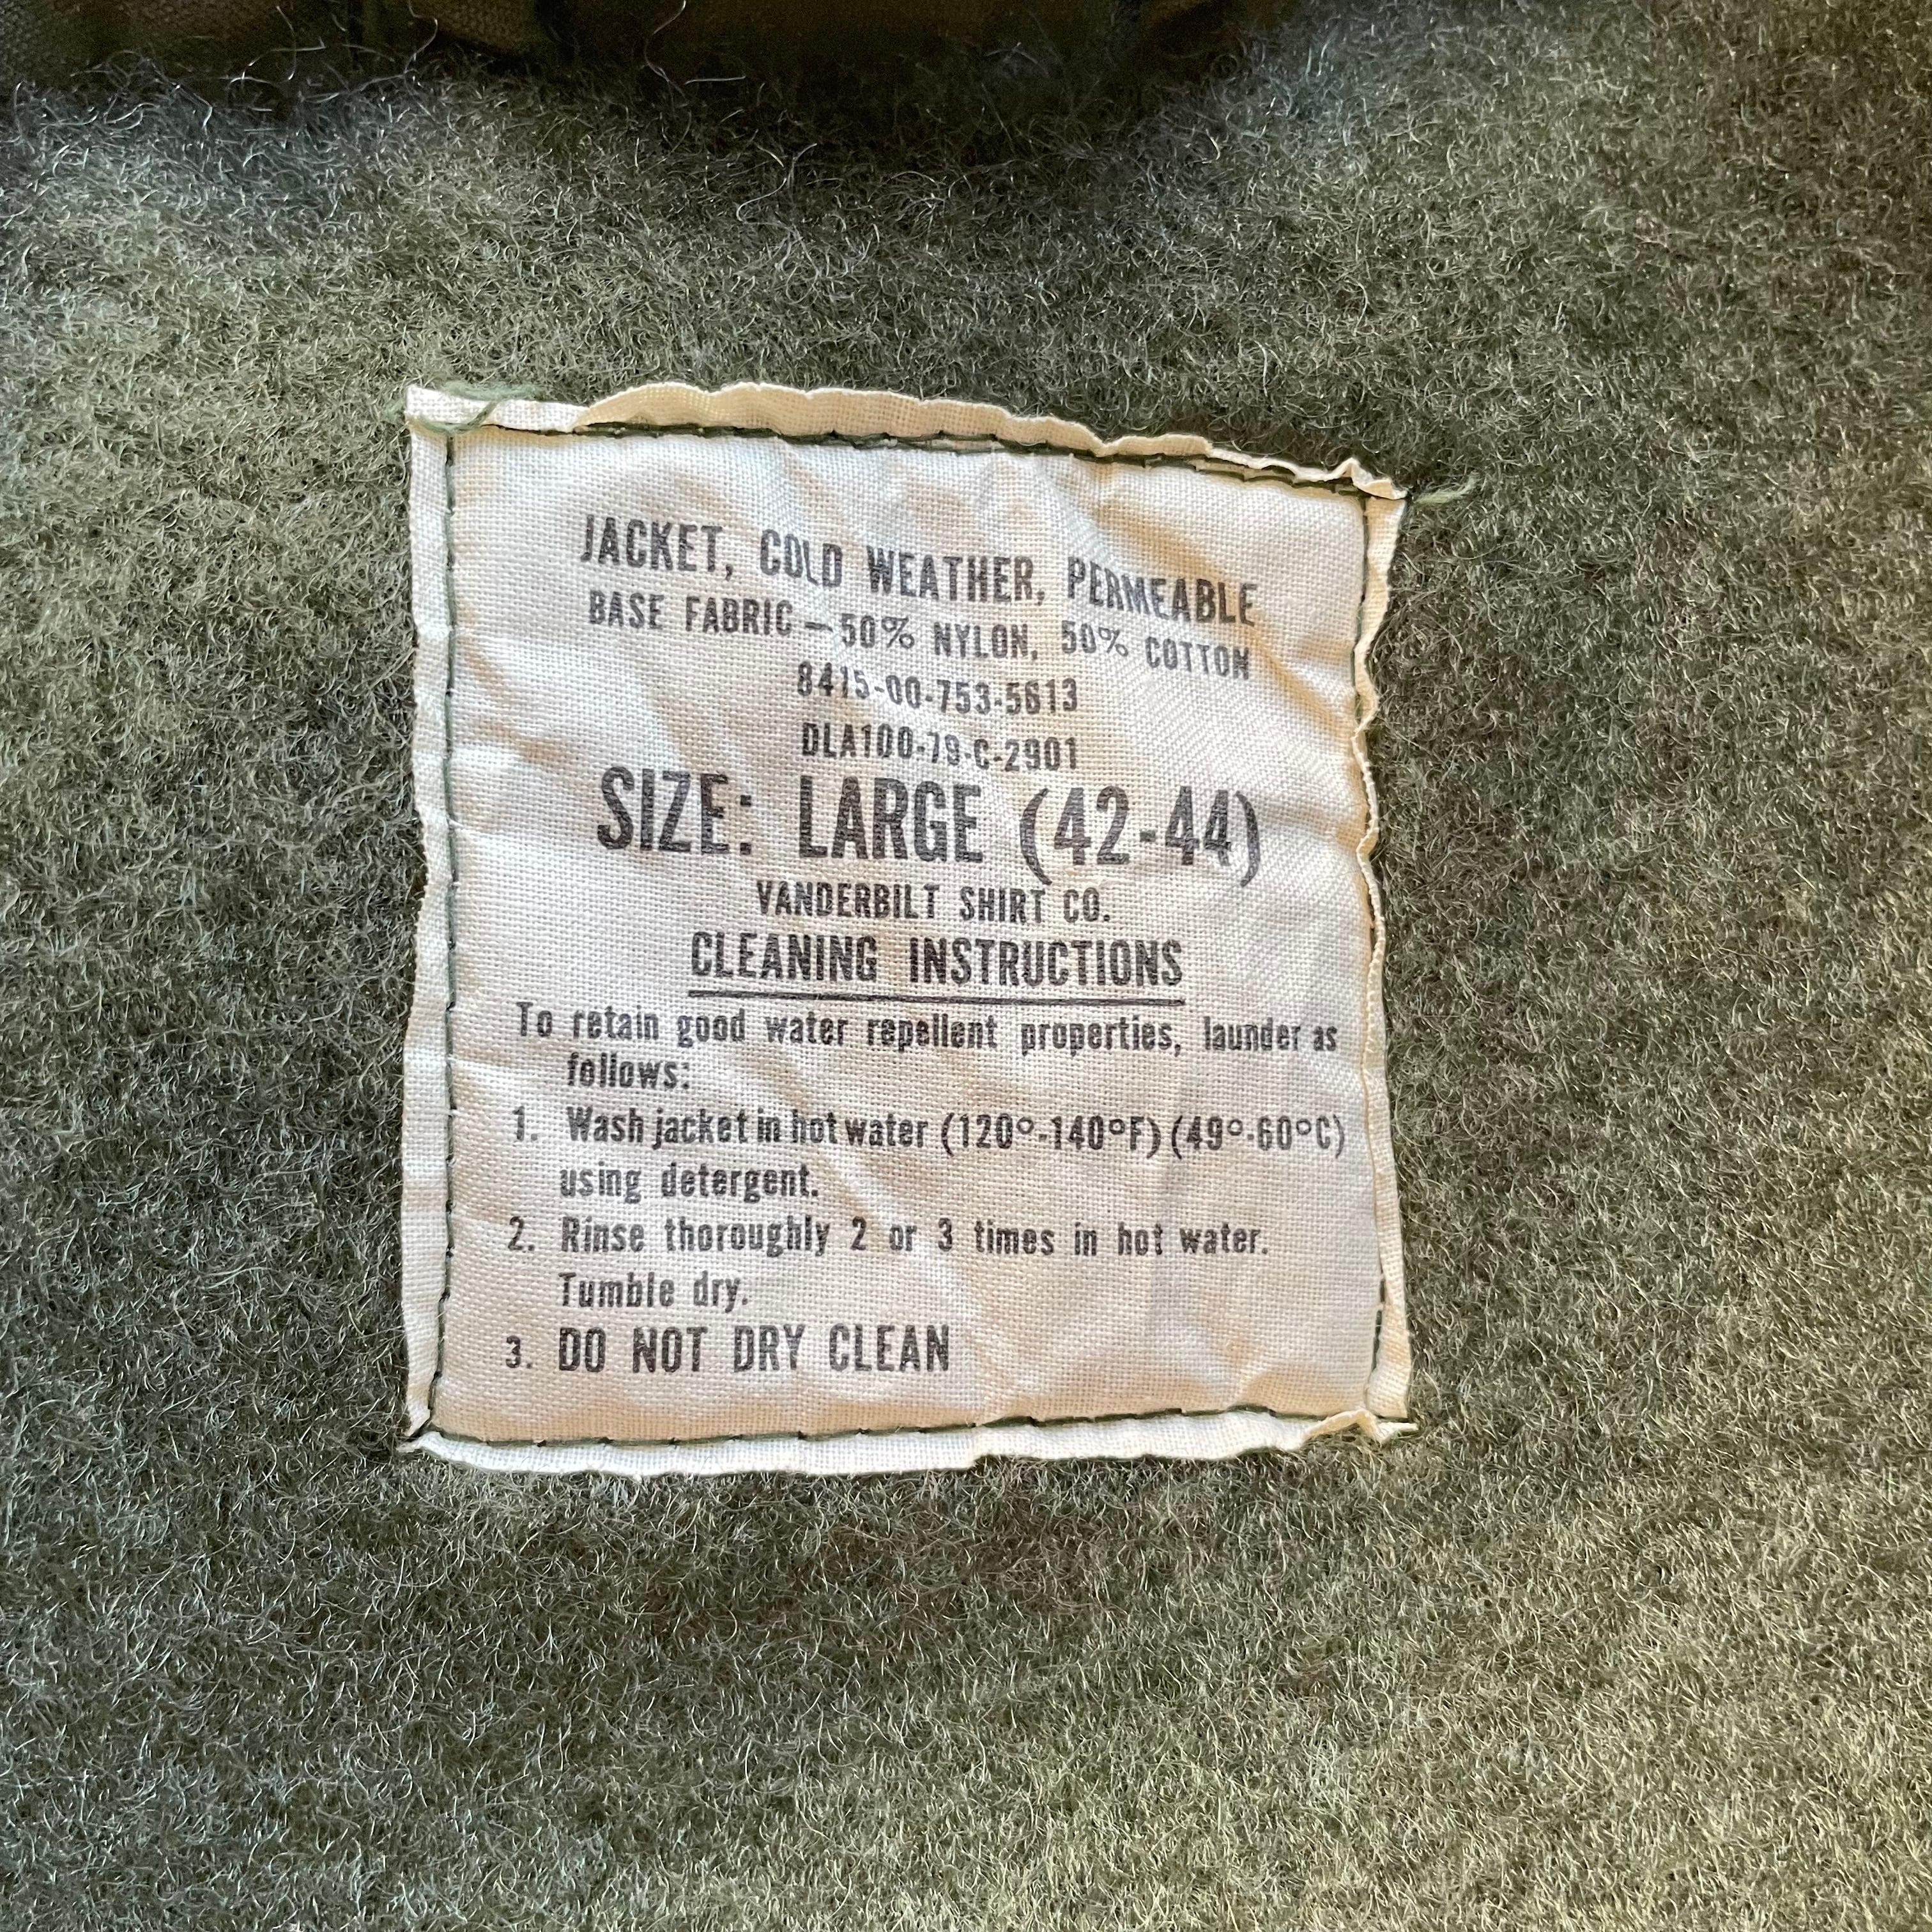 JACKET, COLD WEATHER, PERMEABLE
BASE FABRIC — 50% NYLON, 50% COTTON
8415-00-753-5613
DLA100-79-C-2901
SIZE: LARGE (42-44)
VANDERBILT SHIRT CO.
CLEANING INSTRUCTIONS
To retain good water repellent properties, launder as
follows:
1. Wash jacket in hot water (120°-140°F) (49°-60°C)
using detergent.
2. Rinse thoroughly 2 or 3 times in hot water.
Tumble dry.
3. DO NOT DRY CLEAN